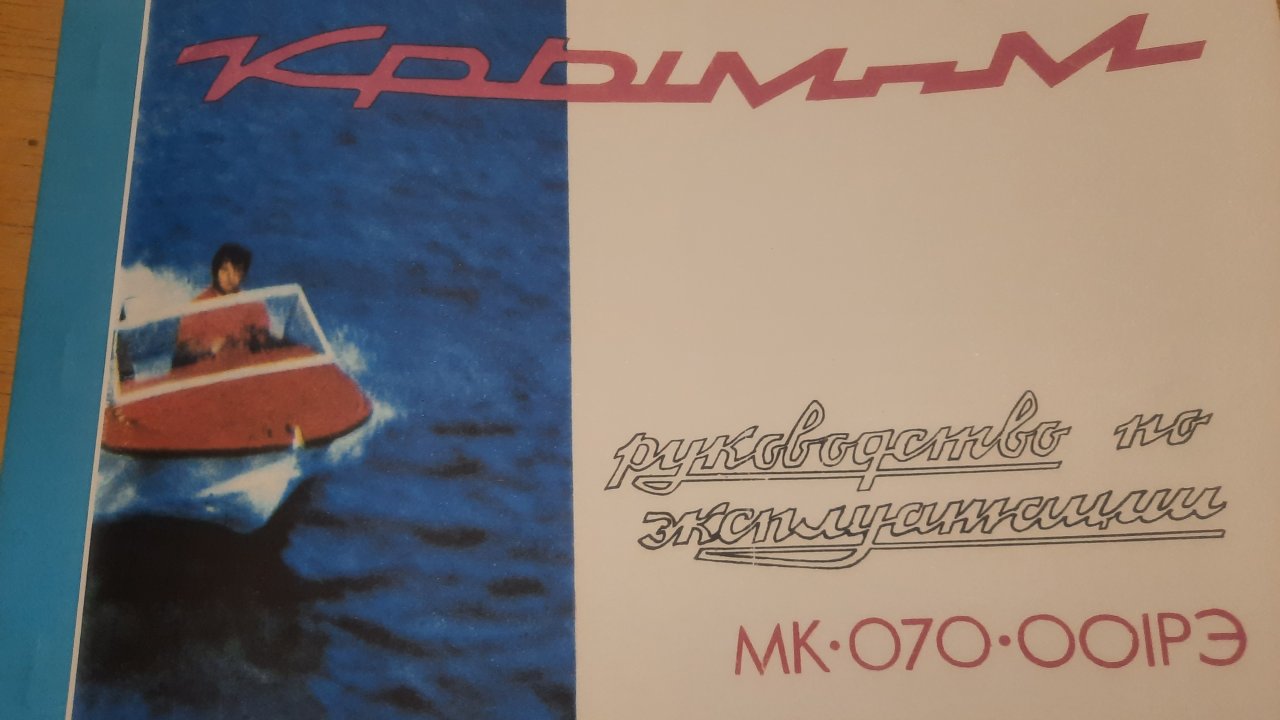 Крым-М
руководство по
эксплуатации
МК·070·001РЭ